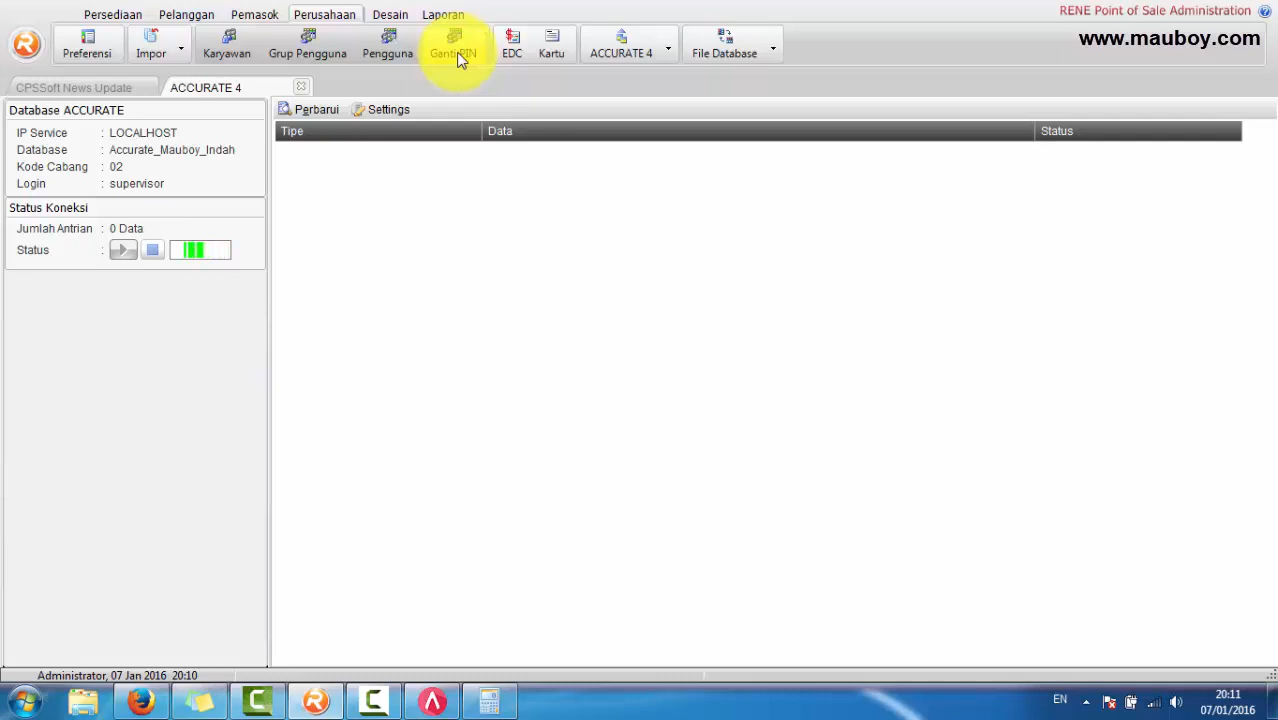 Persediaan Pelanggan Pemasok Perusahaan Desain Laporan
RENE Point of Sale Administration
www.mauboy.com
Preferensi Impor Karyawan Grup Pengguna Pengguna Ganti PIN EDC Kartu ACCURATE 4 File Database
CPSSoft News Update ACCURATE 4
Database ACCURATE
IP Service : LOCALHOST
Database : Accurate_Mauboy_Indah
Kode Cabang : 02
Login : supervisor
Status Koneksi
Jumlah Antrian : 0 Data
Status :
Perbarui Settings
Tipe Data Status
Administrator, 07 Jan 2016 20:10
EN
20:11
07/01/2016